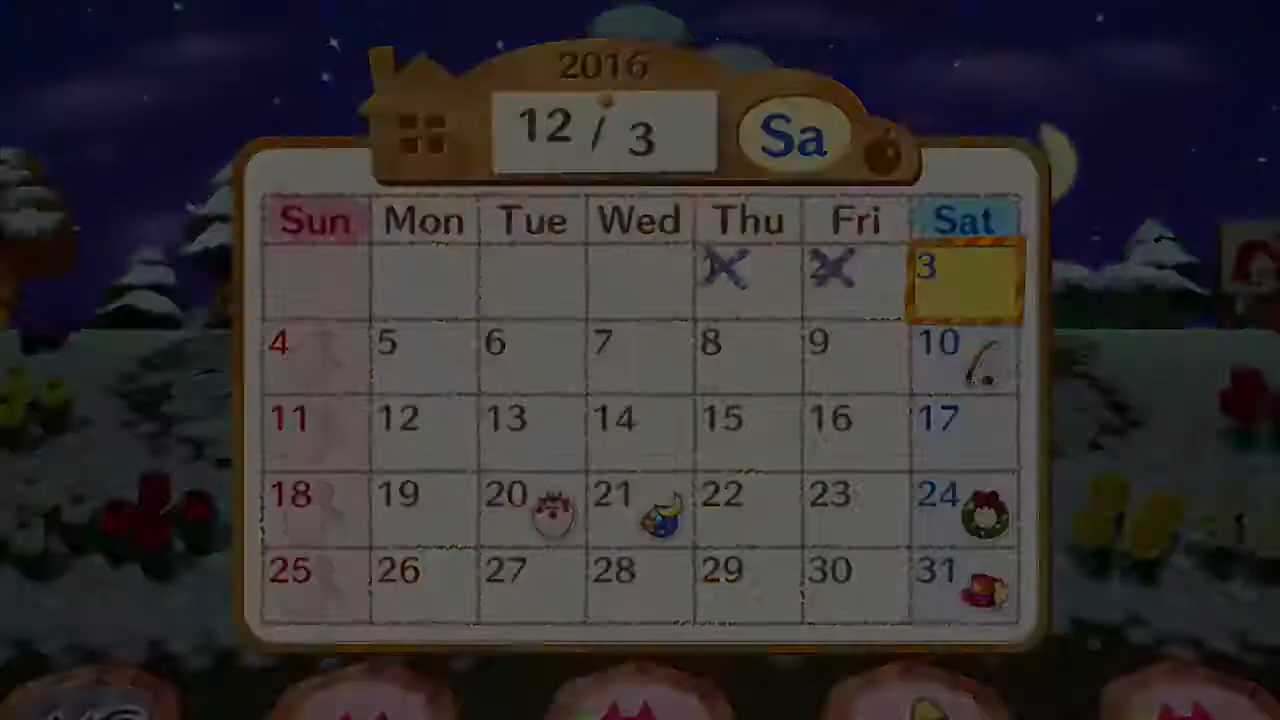 2016
12 / 3 Sa
Sun Mon Tue Wed Thu Fri Sat
1 2 3
4 5 6 7 8 9 10
11 12 13 14 15 16 17
18 19 20 21 22 23 24
25 26 27 28 29 30 31